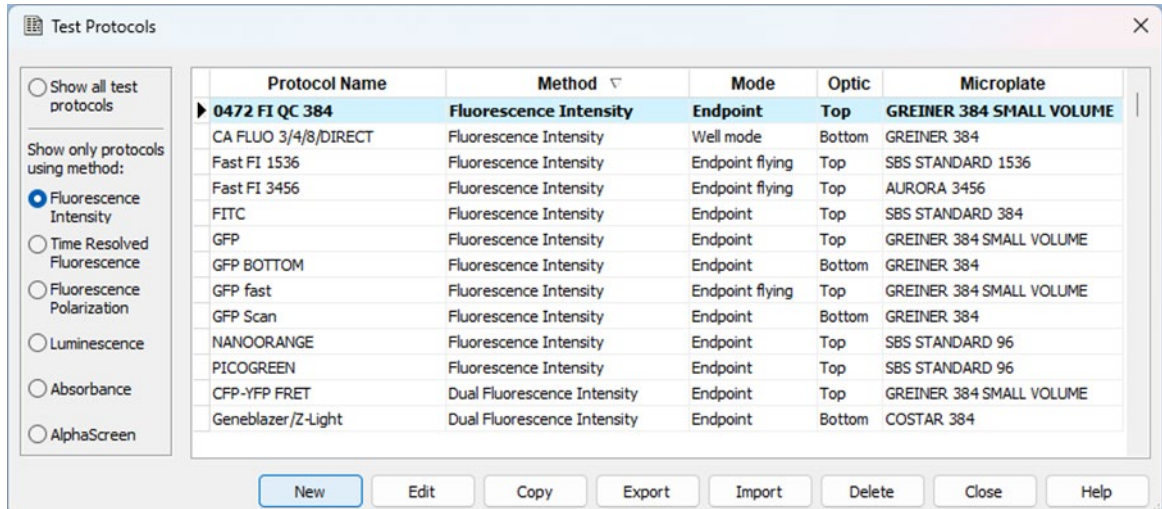 Test Protocols
Show all test
protocols
Show only protocols
using method:
Fluorescence
Intensity
Time Resolved
Fluorescence
Fluorescence
Polarization
Luminescence
Absorbance
AlphaScreen
Protocol Name Method Mode Optic Microplate
0472 FI QC 384 Fluorescence Intensity Endpoint Top GREINER 384 SMALL VOLUME
CA FLUO 3/4/8/DIRECT Fluorescence Intensity Well mode Bottom GREINER 384
Fast FI 1536 Fluorescence Intensity Endpoint flying Top SBS STANDARD 1536
Fast FI 3456 Fluorescence Intensity Endpoint flying Top AURORA 3456
FITC Fluorescence Intensity Endpoint Top SBS STANDARD 384
GFP Fluorescence Intensity Endpoint Top GREINER 384 SMALL VOLUME
GFP BOTTOM Fluorescence Intensity Endpoint Bottom GREINER 384
GFP fast Fluorescence Intensity Endpoint flying Top GREINER 384 SMALL VOLUME
GFP Scan Fluorescence Intensity Endpoint Bottom GREINER 384
NANOORANGE Fluorescence Intensity Endpoint Top SBS STANDARD 96
PICOGREEN Fluorescence Intensity Endpoint Top SBS STANDARD 96
CFP-YFP FRET Dual Fluorescence Intensity Endpoint Top GREINER 384 SMALL VOLUME
Geneblazer/Z-Light Dual Fluorescence Intensity Endpoint Bottom COSTAR 384
New Edit Copy Export Import Delete Close Help